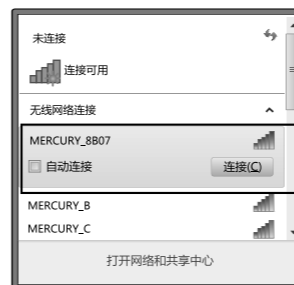 未连接
连接可用
无线网络连接
MERCURY_8B07
自动连接
连接(C)
MERCURY_B
MERCURY_C
打开网络和共享中心